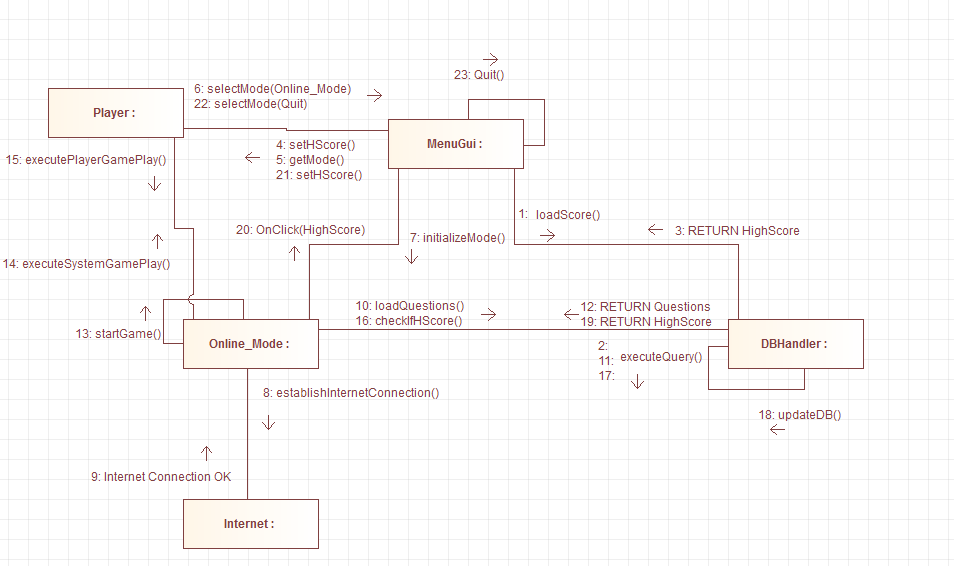 23: Quit()
6: selectMode(Online_Mode)
22: selectMode(Quit)
Player :
MenuGui :
4: setHScore()
5: getMode()
21: setHScore()
15: executePlayerGamePlay()
1: loadScore()
3: RETURN HighScore
20: OnClick(HighScore)
7: initializeMode()
14: executeSystemGamePlay()
10: loadQuestions()
16: checkIfHScore()
12: RETURN Questions
19: RETURN HighScore
13: startGame()
Online_Mode :
DBHandler :
2:
11: executeQuery()
17:
8: establishInternetConnection()
18: updateDB()
9: Internet Connection OK
Internet :